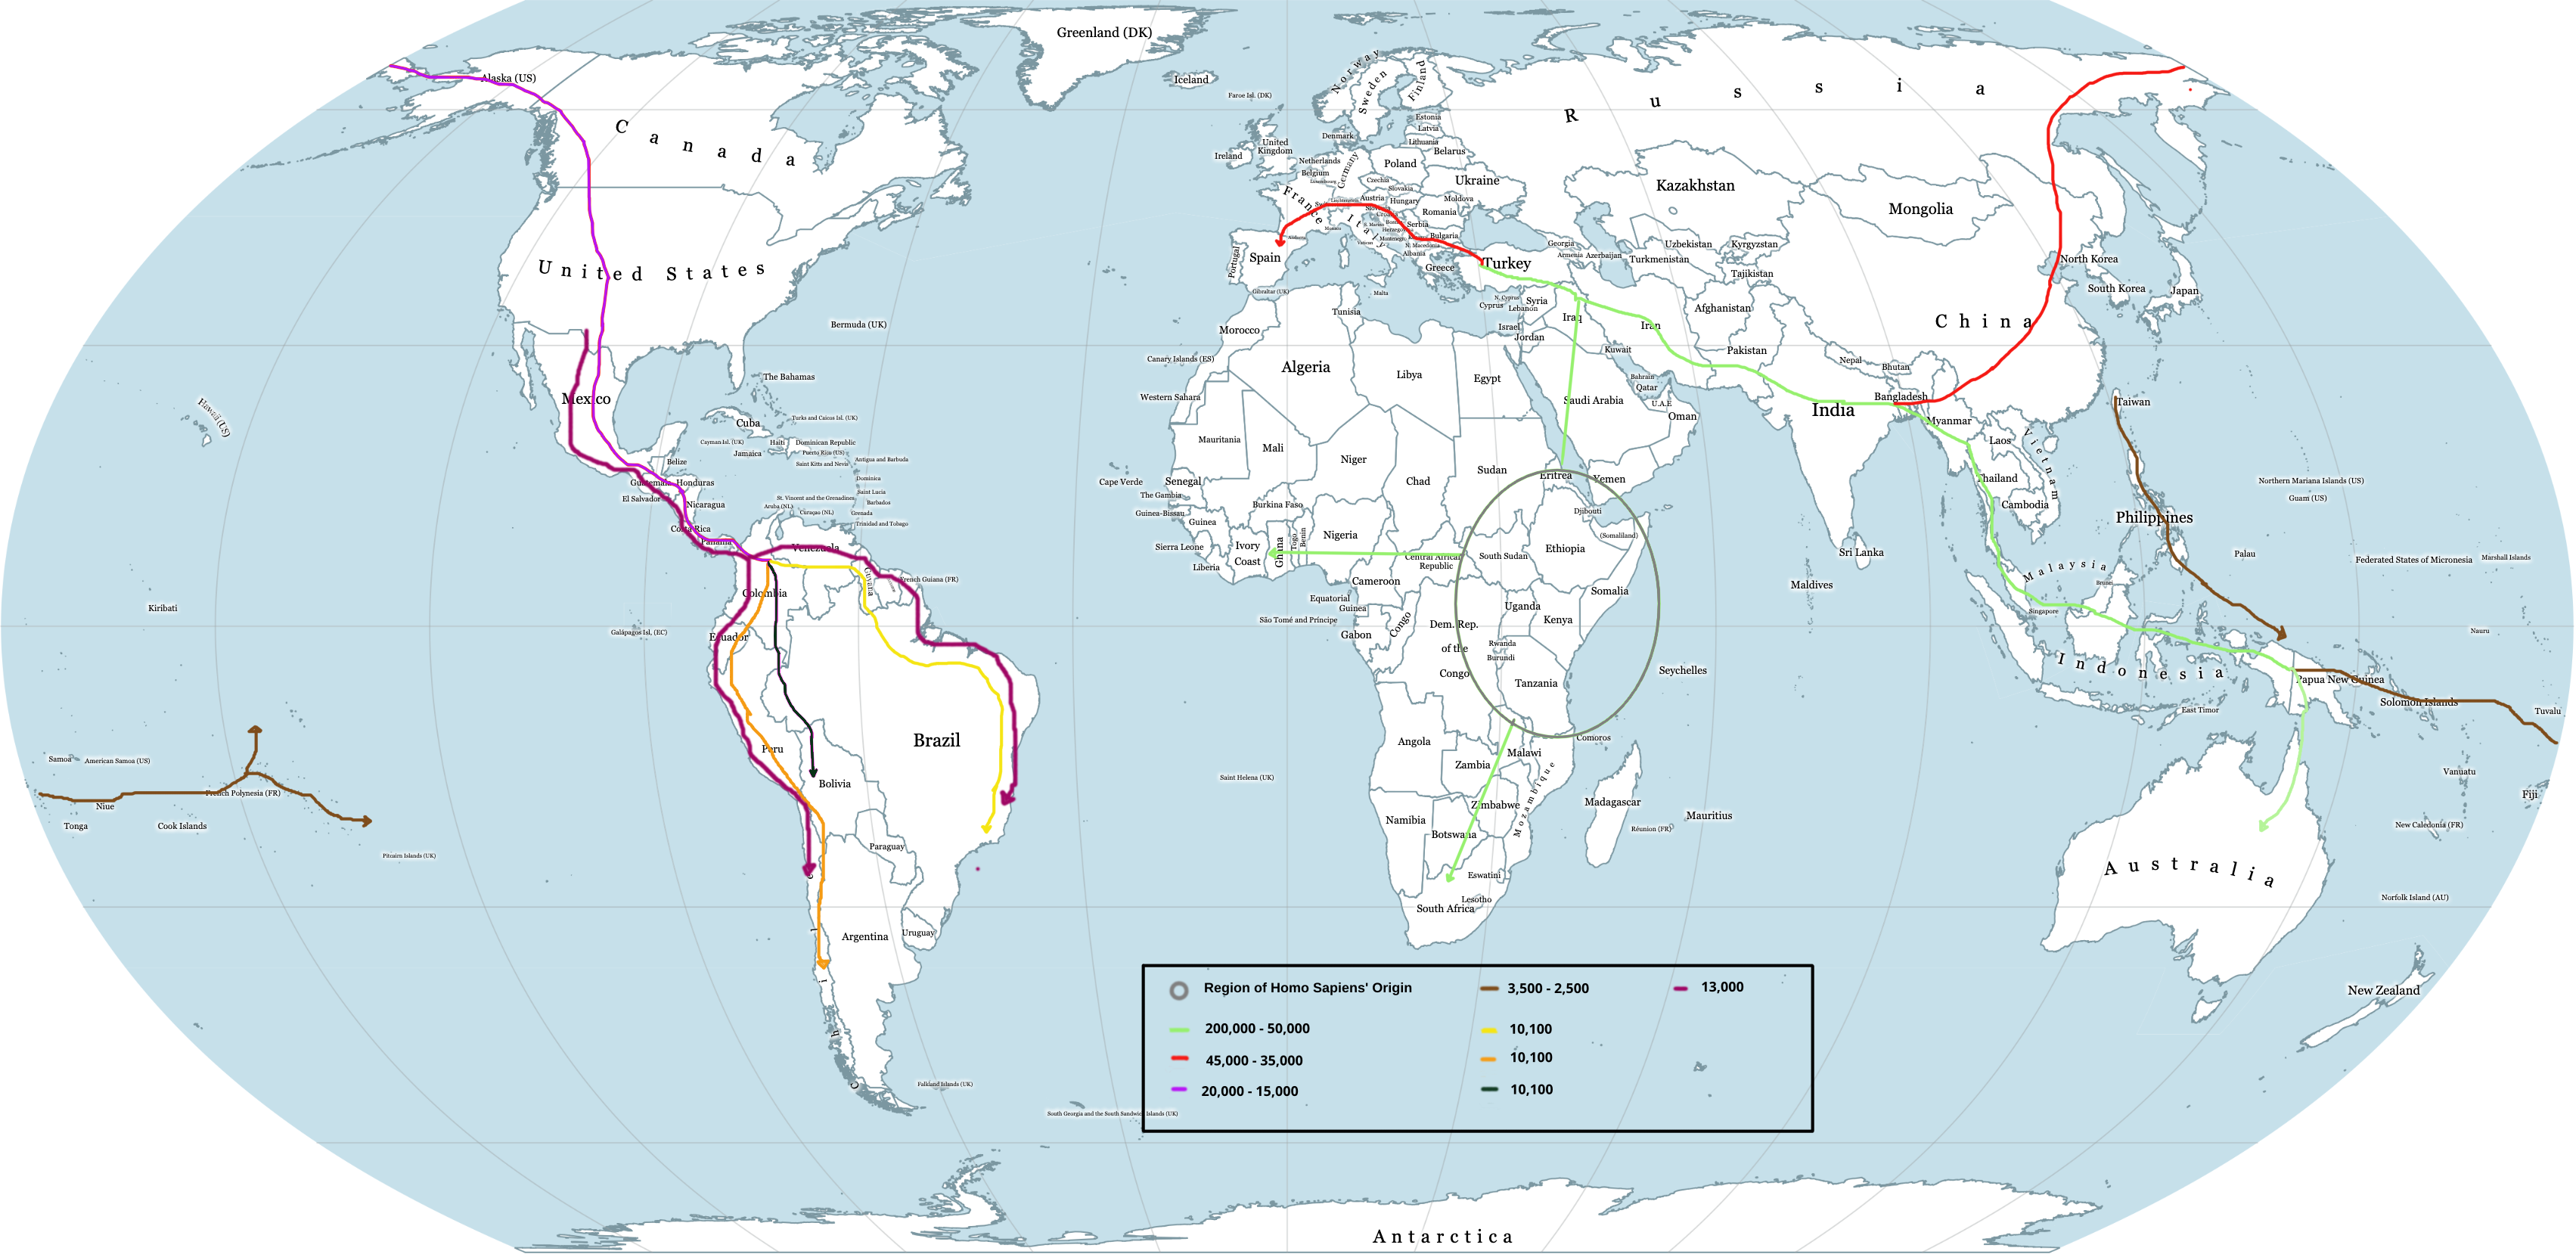 Greenland (DK)
Iceland
Faroe Isl. (DK)
Norway
Sweden
Finland
Russia
Alaska (US)
Canada
United States
Estonia
Latvia
Lithuania
Denmark
United
Kingdom
Ireland
Netherlands
Belgium
Germany
Poland
Belarus
Ukraine
Czechia
Slovakia
Austria
Hungary
Moldova
Romania
France
Italy
Serbia
Bulgaria
N. Macedonia
Albania
Greece
Spain
Portugal
Gibraltar (UK)
Malta
Turkey
Georgia
Armenia
Azerbaijan
Kazakhstan
Uzbekistan
Kyrgyzstan
Turkmenistan
Tajikistan
Mongolia
North Korea
South Korea
Japan
China
Afghanistan
Pakistan
Nepal
Bhutan
Bangladesh
India
Myanmar
Laos
Vietnam
Thailand
Cambodia
Sri Lanka
Maldives
Taiwan
Philippines
Malaysia
Brunei
Singapore
Indonesia
East Timor
Papua New Guinea
Palau
Northern Mariana Islands (US)
Guam (US)
Federated States of Micronesia
Marshall Islands
Nauru
Solomon Islands
Tuvalu
Vanuatu
Fiji
New Caledonia (FR)
Norfolk Island (AU)
Australia
New Zealand
N. Cyprus
Cyprus
Syria
Lebanon
Israel
Jordan
Iraq
Iran
Kuwait
Bahrain
Qatar
U.A.E
Saudi Arabia
Oman
Yemen
Morocco
Tunisia
Canary Islands (ES)
Algeria
Libya
Egypt
Western Sahara
Mauritania
Mali
Niger
Chad
Sudan
Eritrea
Djibouti
(Somaliland)
Ethiopia
Somalia
Cape Verde
Senegal
The Gambia
Guinea-Bissau
Guinea
Sierra Leone
Liberia
Ivory
Coast
Burkina Faso
Ghana
Togo
Benin
Nigeria
Cameroon
Central African
Republic
South Sudan
Equatorial
Guinea
São Tomé and Príncipe
Gabon
Congo
Dem. Rep.
of the
Congo
Uganda
Kenya
Rwanda
Burundi
Tanzania
Seychelles
Comoros
Angola
Zambia
Malawi
Mozambique
Zimbabwe
Namibia
Botswana
Madagascar
Mauritius
Réunion (FR)
Eswatini
Lesotho
South Africa
Saint Helena (UK)
Bermuda (UK)
Hawaii (US)
Mexico
The Bahamas
Turks and Caicos Isl. (UK)
Cuba
Cayman Isl. (UK)
Haiti
Dominican Republic
Jamaica
Puerto Rico (US)
Saint Kitts and Nevis
Antigua and Barbuda
Dominica
Saint Lucia
St. Vincent and the Grenadines
Barbados
Grenada
Aruba (NL)
Curaçao (NL)
Trinidad and Tobago
Belize
Guatemala
Honduras
El Salvador
Nicaragua
Costa Rica
Panama
Venezuela
Guyana
French Guiana (FR)
Colombia
Ecuador
Galápagos Isl. (EC)
Peru
Brazil
Bolivia
Paraguay
Uruguay
Argentina
Chile
Falkland Islands (UK)
South Georgia and the South Sandwich Islands (UK)
Kiribati
Samoa
American Samoa (US)
Niue
Tonga
Cook Islands
French Polynesia (FR)
Pitcairn Islands (UK)
Antarctica
Region of Homo Sapiens' Origin
200,000 - 50,000
45,000 - 35,000
20,000 - 15,000
3,500 - 2,500
10,100
10,100
10,100
13,000